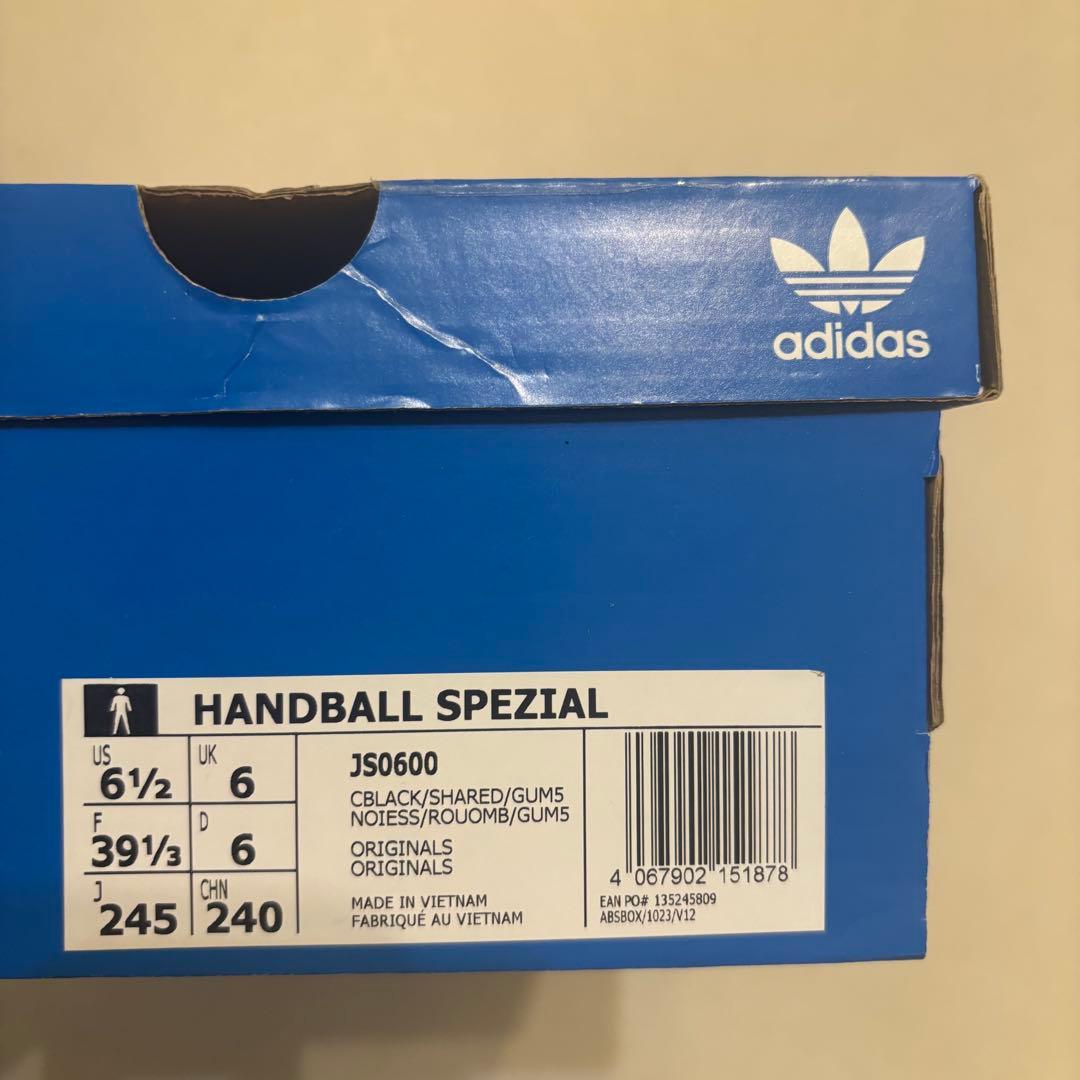 adidas
HANDBALL SPEZIAL
US
6½
UK
6
F
39⅓
D
6
J
245
CHN
240
JS0600
CBLACK/SHARED/GUM5
NOIESS/ROUOMB/GUM5
ORIGINALS
ORIGINALS
MADE IN VIETNAM
FABRIQUÉ AU VIETNAM
4 067902 151878
EAN PO# 135245809
ABSBOX/1023/V12